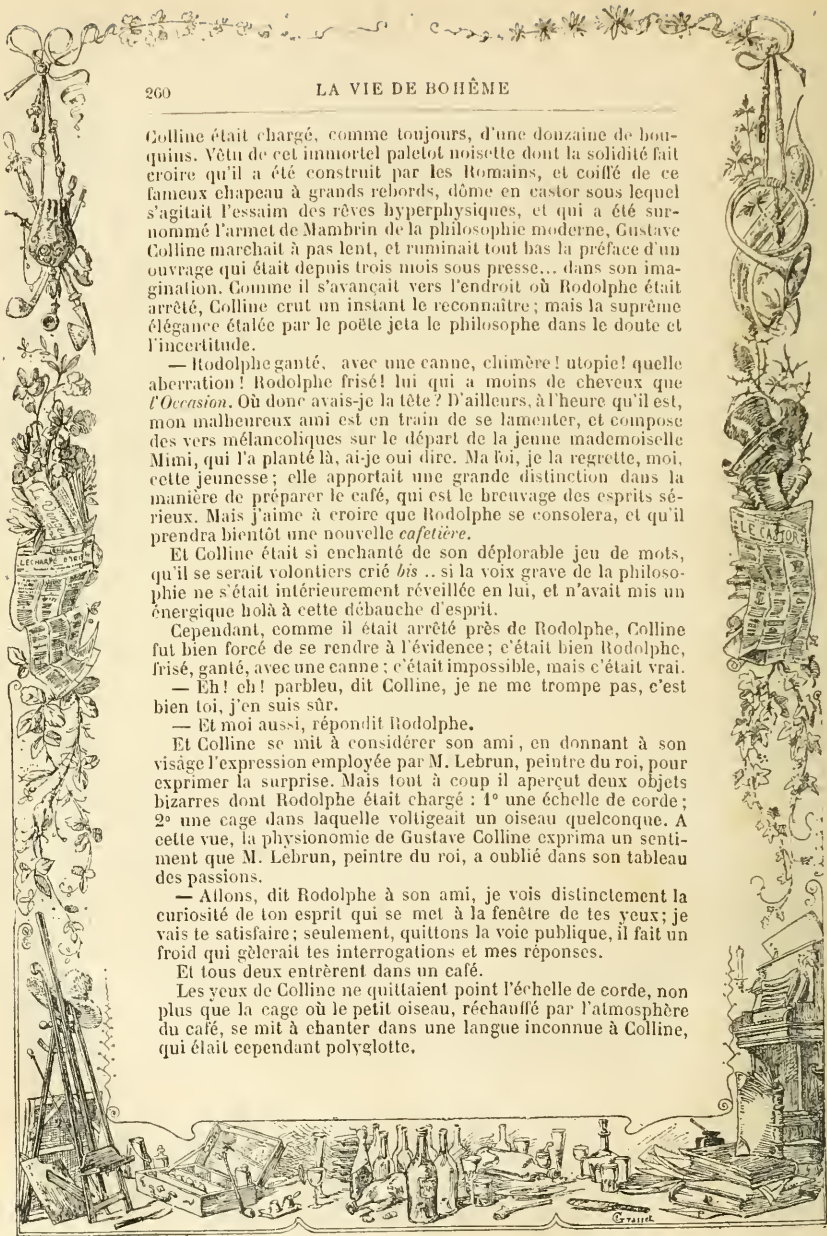 260
LA VIE DE BOHÊME
Colline était chargé, comme toujours, d'une douzaine de bou-
quins. Vêtu de cet immortel paletot noisette dont la solidité fait
croire qu'il a été construit par les Romains, et coiffé de ce
fameux chapeau à grands rebords, dôme en castor sous lequel
s'agitait l'essaim des rêves hyperphysiques, et qui a été sur-
nommé l'armet de Mambrin de la philosophie moderne, Gustave
Colline marchait à pas lent, et ruminait tout bas la préface d'un
ouvrage qui était depuis trois mois sous presse... dans son ima-
gination. Comme il s'avançait vers l'endroit où Rodolphe était
arrêté, Colline crut un instant le reconnaître; mais la suprême
élégance étalée par le poëte jeta le philosophe dans le doute et
l'incertitude.
— Rodolphe ganté, avec une canne, chimère! utopie! quelle
aberration! Rodolphe frisé! lui qui a moins de cheveux que
l'Occasion. Où donc avais-je la tête? D'ailleurs, à l'heure qu'il est,
mon malheureux ami est en train de se lamenter, et compose
des vers mélancoliques sur le départ de la jeune mademoiselle
Mimi, qui l'a planté là, ai-je ouï dire. Ma foi, je la regrette, moi,
cette jeunesse; elle apportait une grande distinction dans la
manière de préparer le café, qui est le breuvage des esprits sé-
rieux. Mais j'aime à croire que Rodolphe se consolera, et qu'il
prendra bientôt une nouvelle cafetière.
Et Colline était si enchanté de son déplorable jeu de mots,
qu'il se serait volontiers crié bis .. si la voix grave de la philoso-
phie ne s'était intérieurement réveillée en lui, et n'avait mis un
énergique holà à cette débauche d'esprit.
Cependant, comme il était arrêté près de Rodolphe, Colline
fut bien forcé de se rendre à l'évidence; c'était bien Rodolphe,
frisé, ganté, avec une canne; c'était impossible, mais c'était vrai.
— Eh! eh! parbleu, dit Colline, je ne me trompe pas, c'est
bien toi, j'en suis sûr.
— Et moi aussi, répondit Rodolphe.
Et Colline se mit à considérer son ami, en donnant à son
visage l'expression employée par M. Lebrun, peintre du roi, pour
exprimer la surprise. Mais tout à coup il aperçut deux objets
bizarres dont Rodolphe était chargé : 1° une échelle de corde;
2° une cage dans laquelle voltigeait un oiseau quelconque. A
cette vue, la physionomie de Gustave Colline exprima un senti-
ment que M. Lebrun, peintre du roi, a oublié dans son tableau
des passions.
— Allons, dit Rodolphe à son ami, je vois distinctement la
curiosité de ton esprit qui se met à la fenêtre de tes yeux; je
vais te satisfaire; seulement, quittons la voie publique, il fait un
froid qui gèlerait tes interrogations et mes réponses.
Et tous deux entrèrent dans un café.
Les yeux de Colline ne quittaient point l'échelle de corde, non
plus que la cage où le petit oiseau, réchauffé par l'atmosphère
du café, se mit à chanter dans une langue inconnue à Colline,
qui était cependant polyglotte.
LECHARPE
LE CASTOR
Grasset